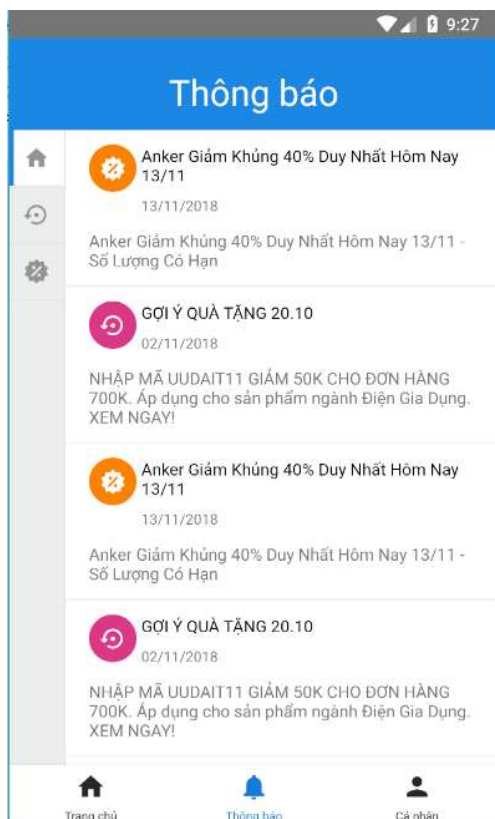 9:27
Thông báo
Anker Giảm Khủng 40% Duy Nhất Hôm Nay
13/11
13/11/2018
Anker Giảm Khủng 40% Duy Nhất Hôm Nay 13/11 -
Số Lượng Có Hạn
GỢI Ý QUÀ TẶNG 20.10
02/11/2018
NHẬP MÃ UUDAIT11 GIẢM 50K CHO ĐƠN HÀNG
700K. Áp dụng cho sản phẩm ngành Điện Gia Dụng.
XEM NGAY!
Anker Giảm Khủng 40% Duy Nhất Hôm Nay
13/11
13/11/2018
Anker Giảm Khủng 40% Duy Nhất Hôm Nay 13/11 -
Số Lượng Có Hạn
GỢI Ý QUÀ TẶNG 20.10
02/11/2018
NHẬP MÃ UUDAIT11 GIẢM 50K CHO ĐƠN HÀNG
700K. Áp dụng cho sản phẩm ngành Điện Gia Dụng.
XEM NGAY!
Trang chủ Thông báo Cá nhân